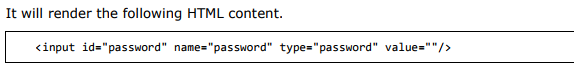 It will render the following HTML content.
<input id="password" name="password" type="password" value=""/>